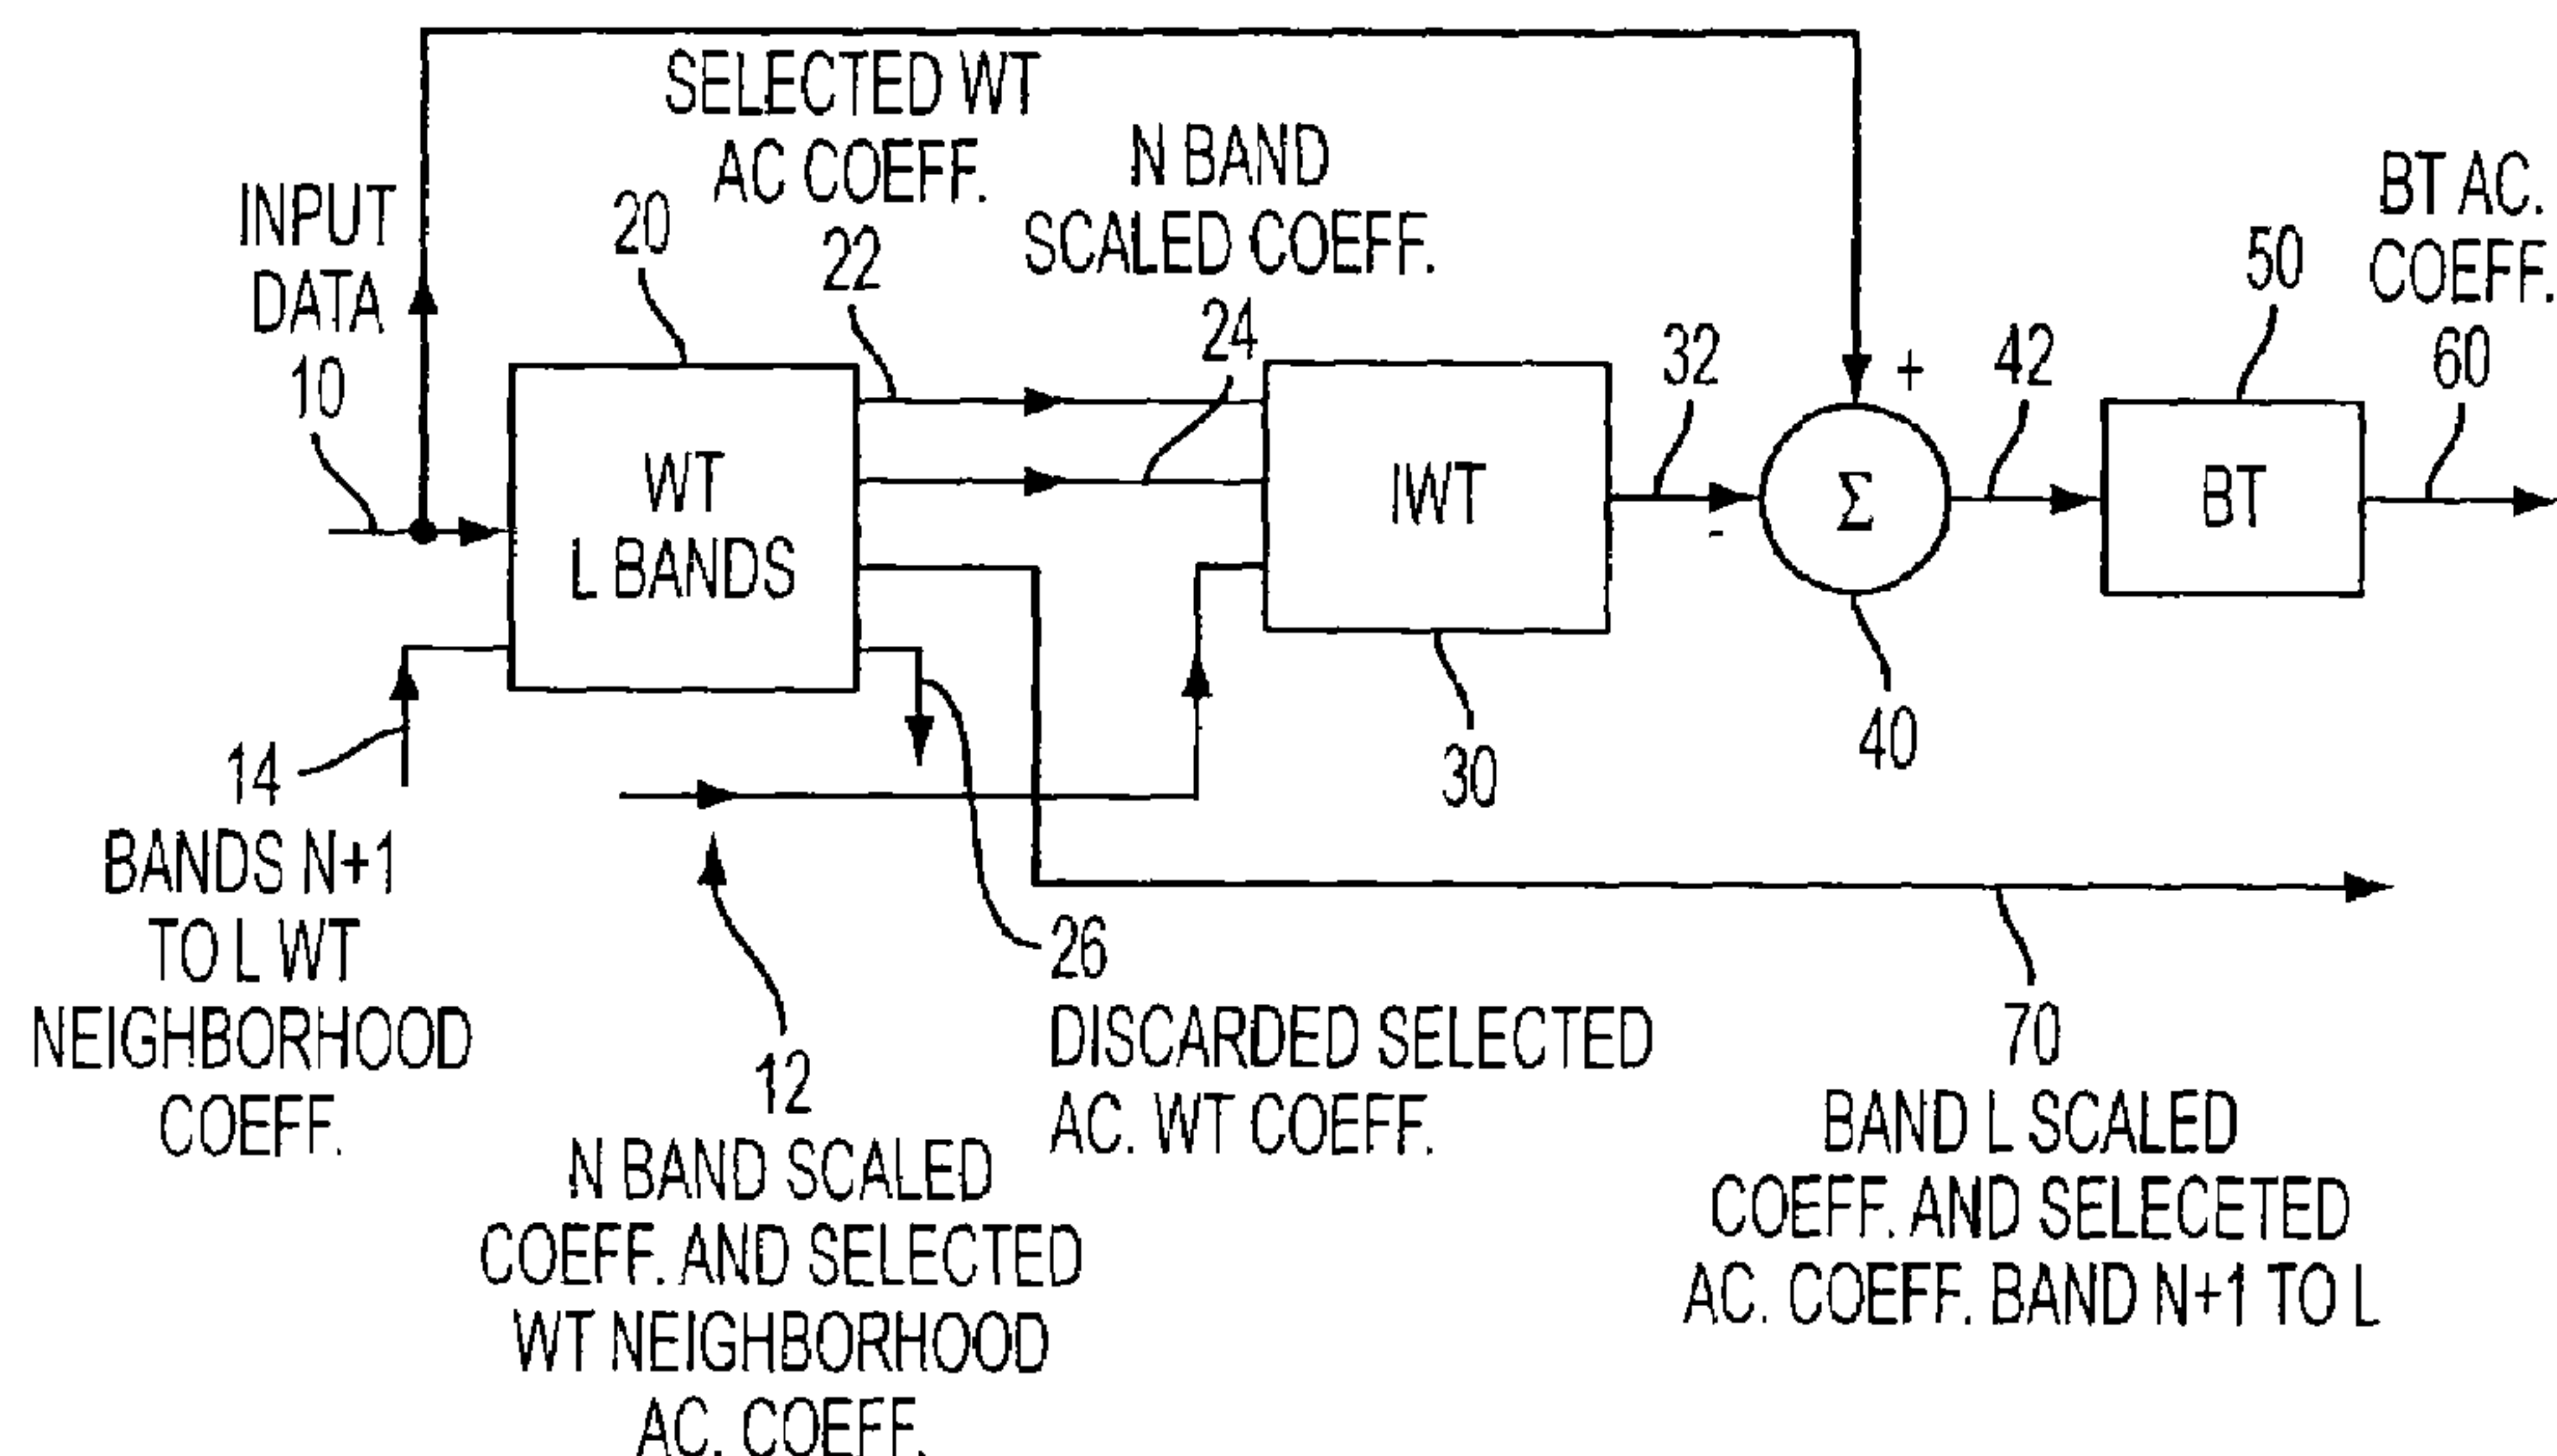 SELECTED WT
AC COEFF.
22
N BAND
SCALED COEFF.
24
INPUT
DATA
10
20
WT
L BANDS
IWT
32
+
-
Σ
42
50
BT
BT AC.
COEFF.
60
14
BANDS N+1
TO L WT
NEIGHBORHOOD
COEFF.
12
N BAND SCALED
COEFF. AND SELECTED
WT NEIGHBORHOOD
AC. COEFF.
26
DISCARDED SELECTED
AC. WT COEFF.
30
40
70
BAND L SCALED
COEFF. AND SELECETED
AC. COEFF. BAND N+1 TO L